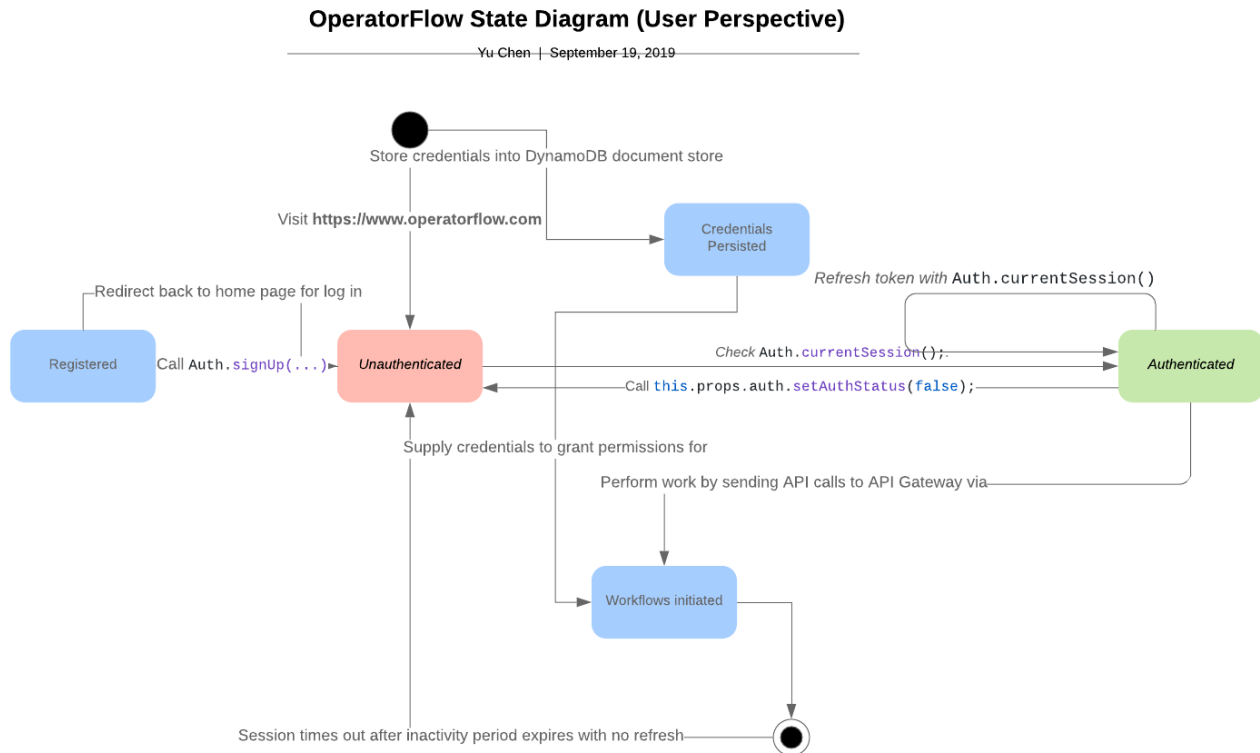 OperatorFlow State Diagram (User Perspective)
Yu Chen | September 19, 2019
Store credentials into DynamoDB document store
Visit https://www.operatorflow.com
Credentials
Persisted
Refresh token with Auth.currentSession()
Redirect back to home page for log in
Registered
Call Auth.signUp(...)
Unauthenticated
Check Auth.currentSession();
Authenticated
Call this.props.auth.setAuthStatus(false);
Supply credentials to grant permissions for
Perform work by sending API calls to API Gateway via
Workflows initiated
Session times out after inactivity period expires with no refresh